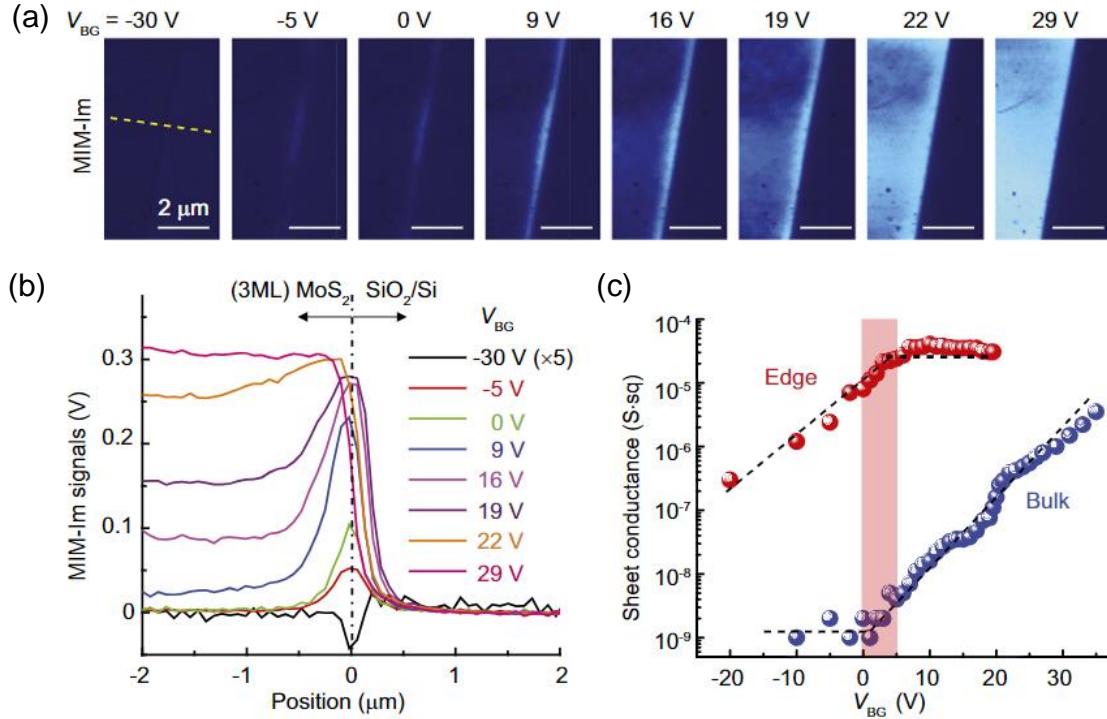 (a) V_BG = -30 V -5 V 0 V 9 V 16 V 19 V 22 V 29 V
MIM-Im
2 μm
(b)
(3ML) MoS₂ SiO₂/Si
V_BG
-30 V (×5)
-5 V
0 V
9 V
16 V
19 V
22 V
29 V
0.3
0.2
0.1
0
MIM-Im signals (V)
-2 -1 0 1 2
Position (μm)
(c)
10⁻⁴
10⁻⁵
10⁻⁶
10⁻⁷
10⁻⁸
10⁻⁹
Sheet conductance (S·sq)
Edge
Bulk
-20 -10 0 10 20 30
V_BG (V)